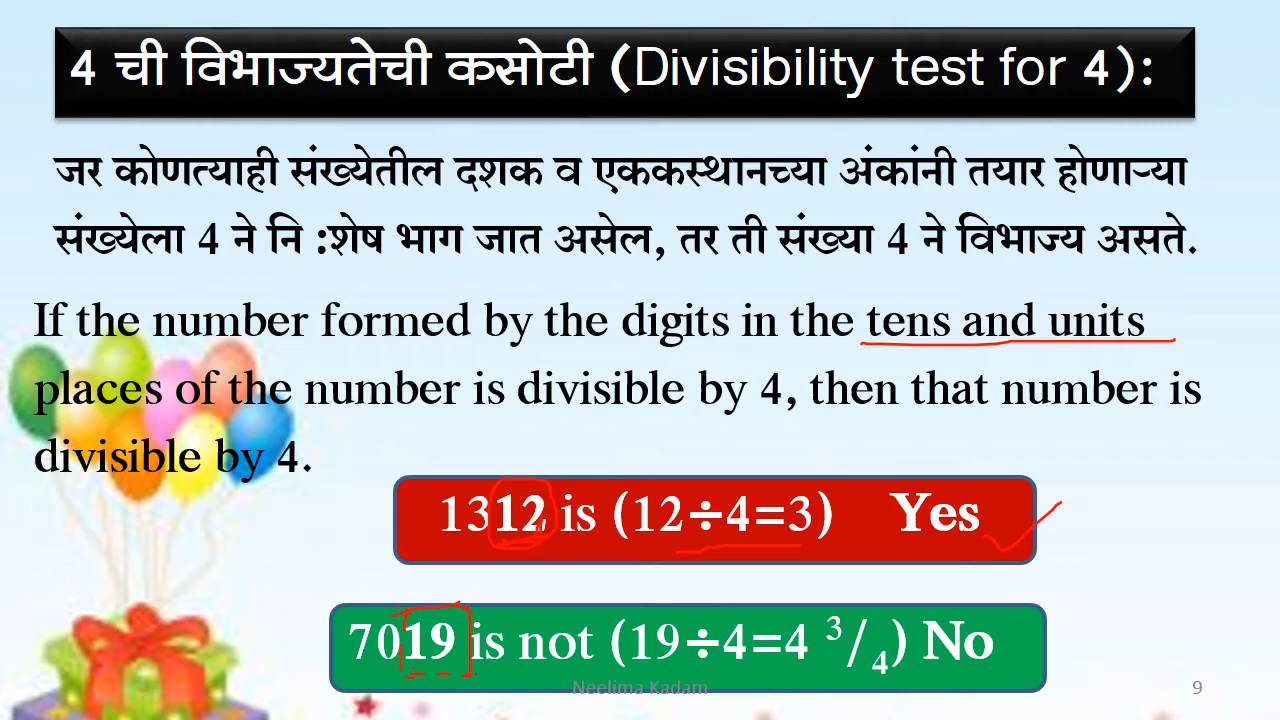 4 ची विभाज्यतेची कसोटी (Divisibility test for 4):
जर कोणत्याही संख्येतील दशक व एककस्थानच्या अंकांनी तयार होणाऱ्या
संख्येला 4 ने नि :शेष भाग जात असेल, तर ती संख्या 4 ने विभाज्य असते.
If the number formed by the digits in the tens and units
places of the number is divisible by 4, then that number is
divisible by 4.
1312 is (12÷4=3) Yes
7019 is not (19÷4=4 3/4) No
Neelima Kadam 9